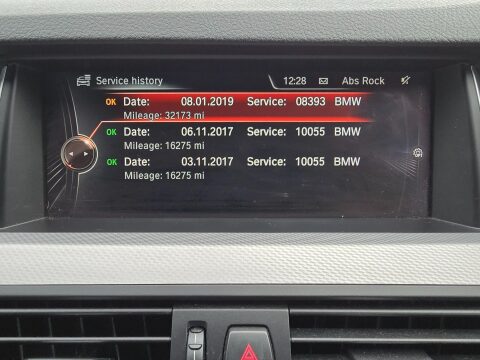 Service history 12:28 Abs Rock
OK Date: 08.01.2019 Service: 08393 BMW
Mileage: 32173 mi
OK Date: 06.11.2017 Service: 10055 BMW
Mileage: 16275 mi
OK Date: 03.11.2017 Service: 10055 BMW
Mileage: 16275 mi